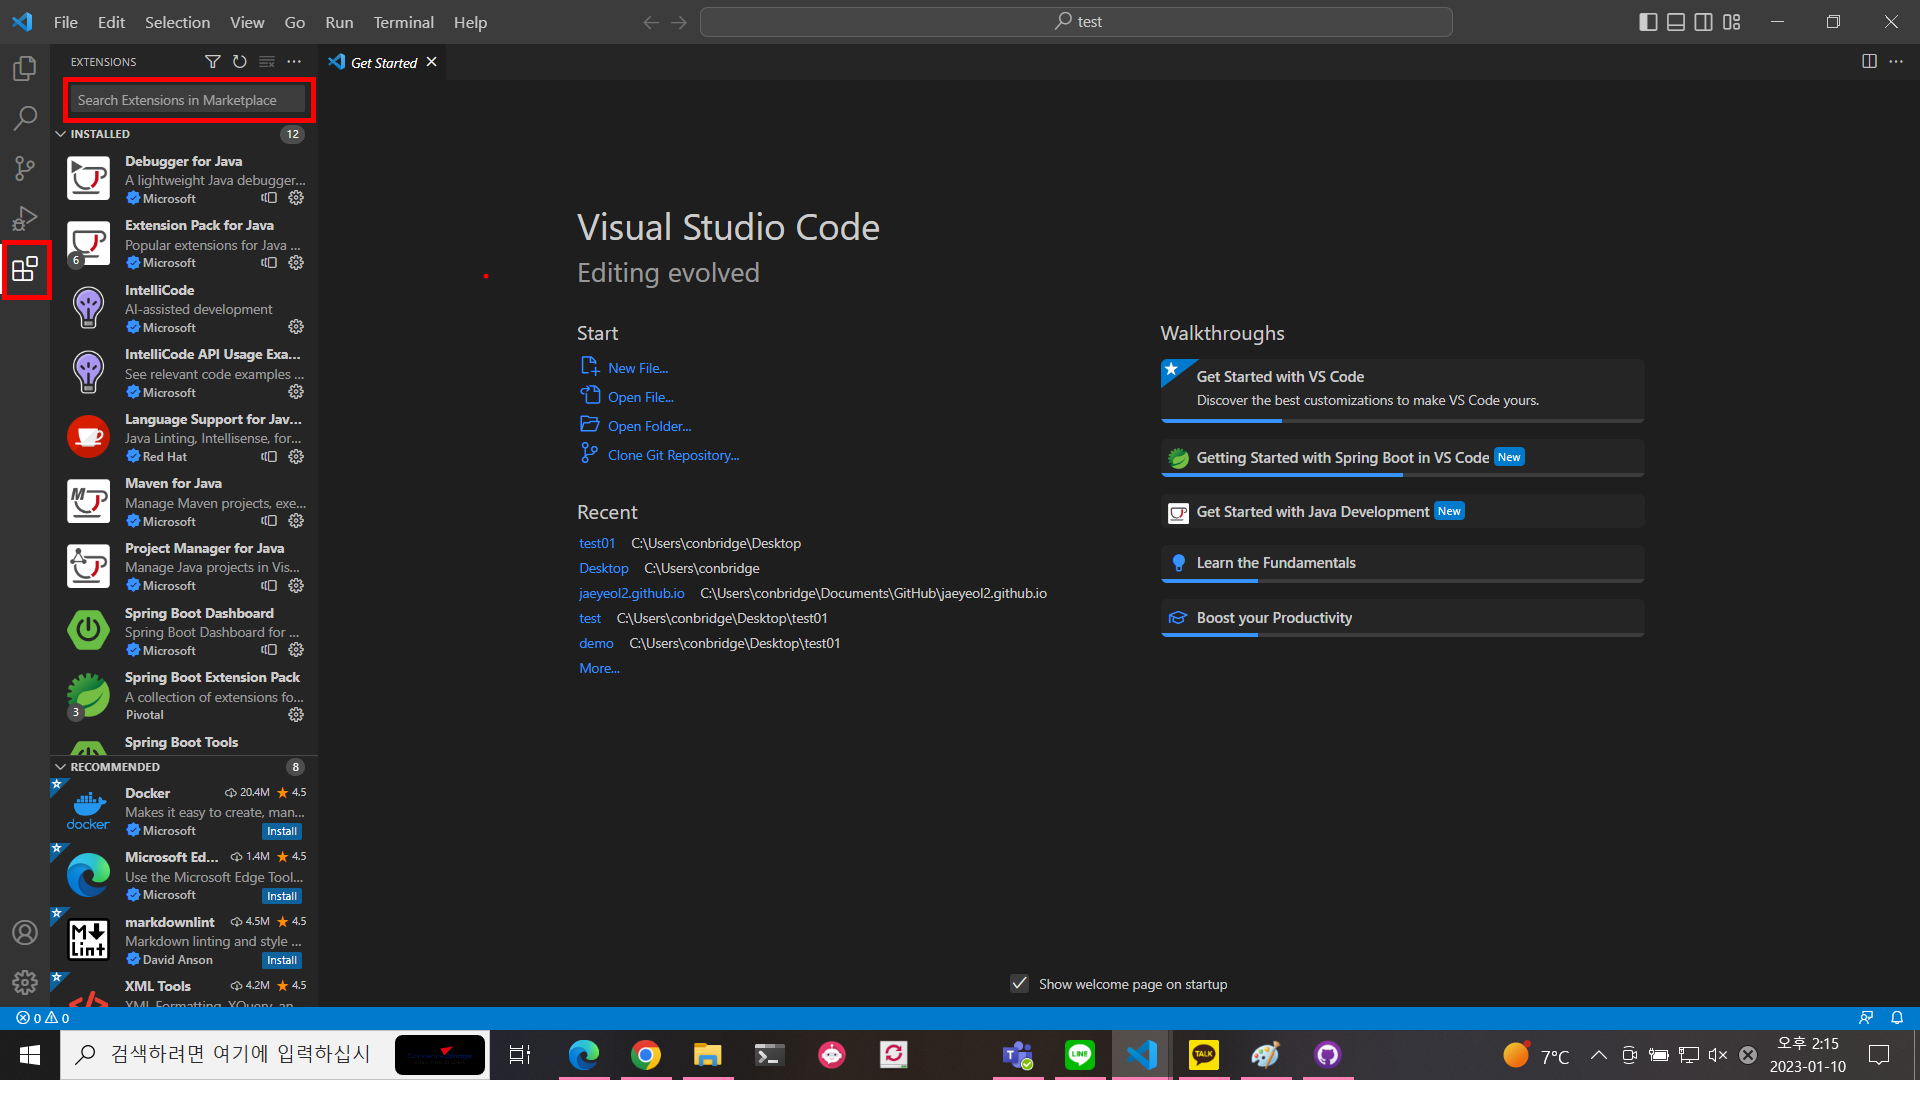 File Edit Selection View Go Run Terminal Help
test
EXTENSIONS
Search Extensions in Marketplace
INSTALLED 12
Debugger for Java
A lightweight Java debugger...
Microsoft
Extension Pack for Java
Popular extensions for Java ...
6
Microsoft
IntelliCode
AI-assisted development
Microsoft
IntelliCode API Usage Exa...
See relevant code examples ...
Microsoft
Language Support for Jav...
Java Linting, Intellisense, for...
Red Hat
Maven for Java
Manage Maven projects, exe...
Microsoft
Project Manager for Java
Manage Java projects in Vis...
Microsoft
Spring Boot Dashboard
Spring Boot Dashboard for ...
Microsoft
Spring Boot Extension Pack
A collection of extensions fo...
3
Pivotal
Spring Boot Tools
RECOMMENDED 8
Docker 20.4M 4.5
Makes it easy to create, man...
docker
Microsoft Install
Microsoft Ed... 1.4M 4.5
Use the Microsoft Edge Tool...
Microsoft Install
markdownlint 4.5M 4.5
Markdown linting and style ...
M Lint
David Anson Install
XML Tools 4.2M 4.5
XML Formatting, XQuery, an...
Get Started
Visual Studio Code
Editing evolved
Start
New File...
Open File...
Open Folder...
Clone Git Repository...
Recent
test01 C:\Users\conbridge\Desktop
Desktop C:\Users\conbridge
jaeyeol2.github.io C:\Users\conbridge\Documents\GitHub\jaeyeol2.github.io
test C:\Users\conbridge\Desktop\test01
demo C:\Users\conbridge\Desktop\test01
More...
Walkthroughs
Get Started with VS Code
Discover the best customizations to make VS Code yours.
Getting Started with Spring Boot in VS Code New
Get Started with Java Development New
Learn the Fundamentals
Boost your Productivity
Show welcome page on startup
0 0
검색하려면 여기에 입력하십시
LINE
TALK
7°C
오후 2:15
2023-01-10